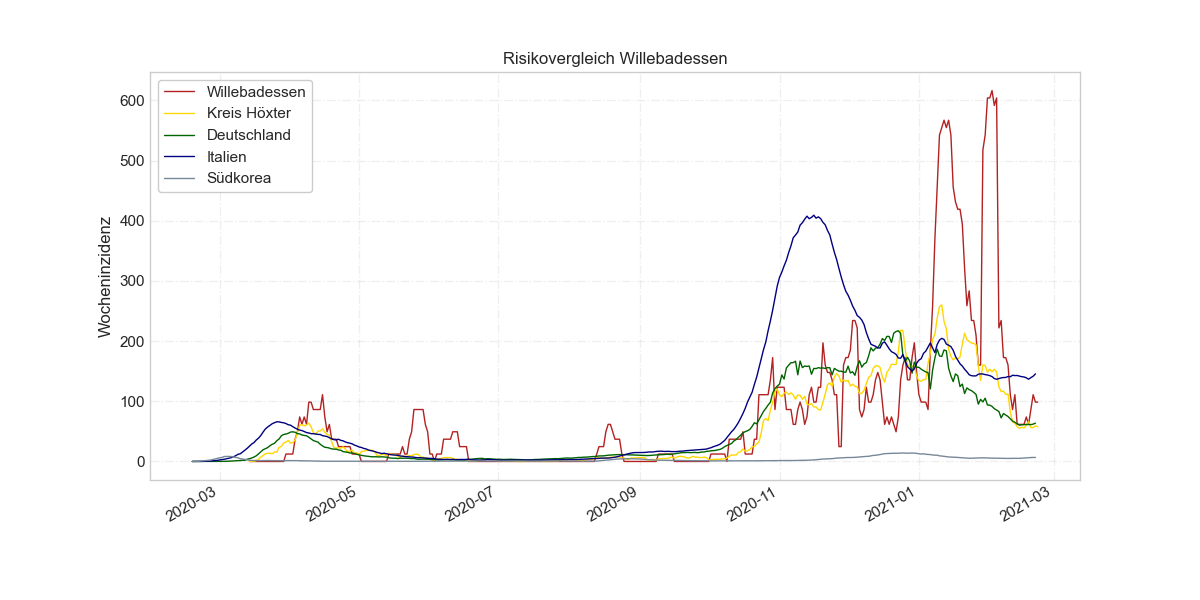 Risikovergleich Willebadessen
Willebadessen
Kreis Höxter
Deutschland
Italien
Südkorea
Wocheninzidenz
600
500
400
300
200
100
0
2020-03
2020-05
2020-07
2020-09
2020-11
2021-01
2021-03